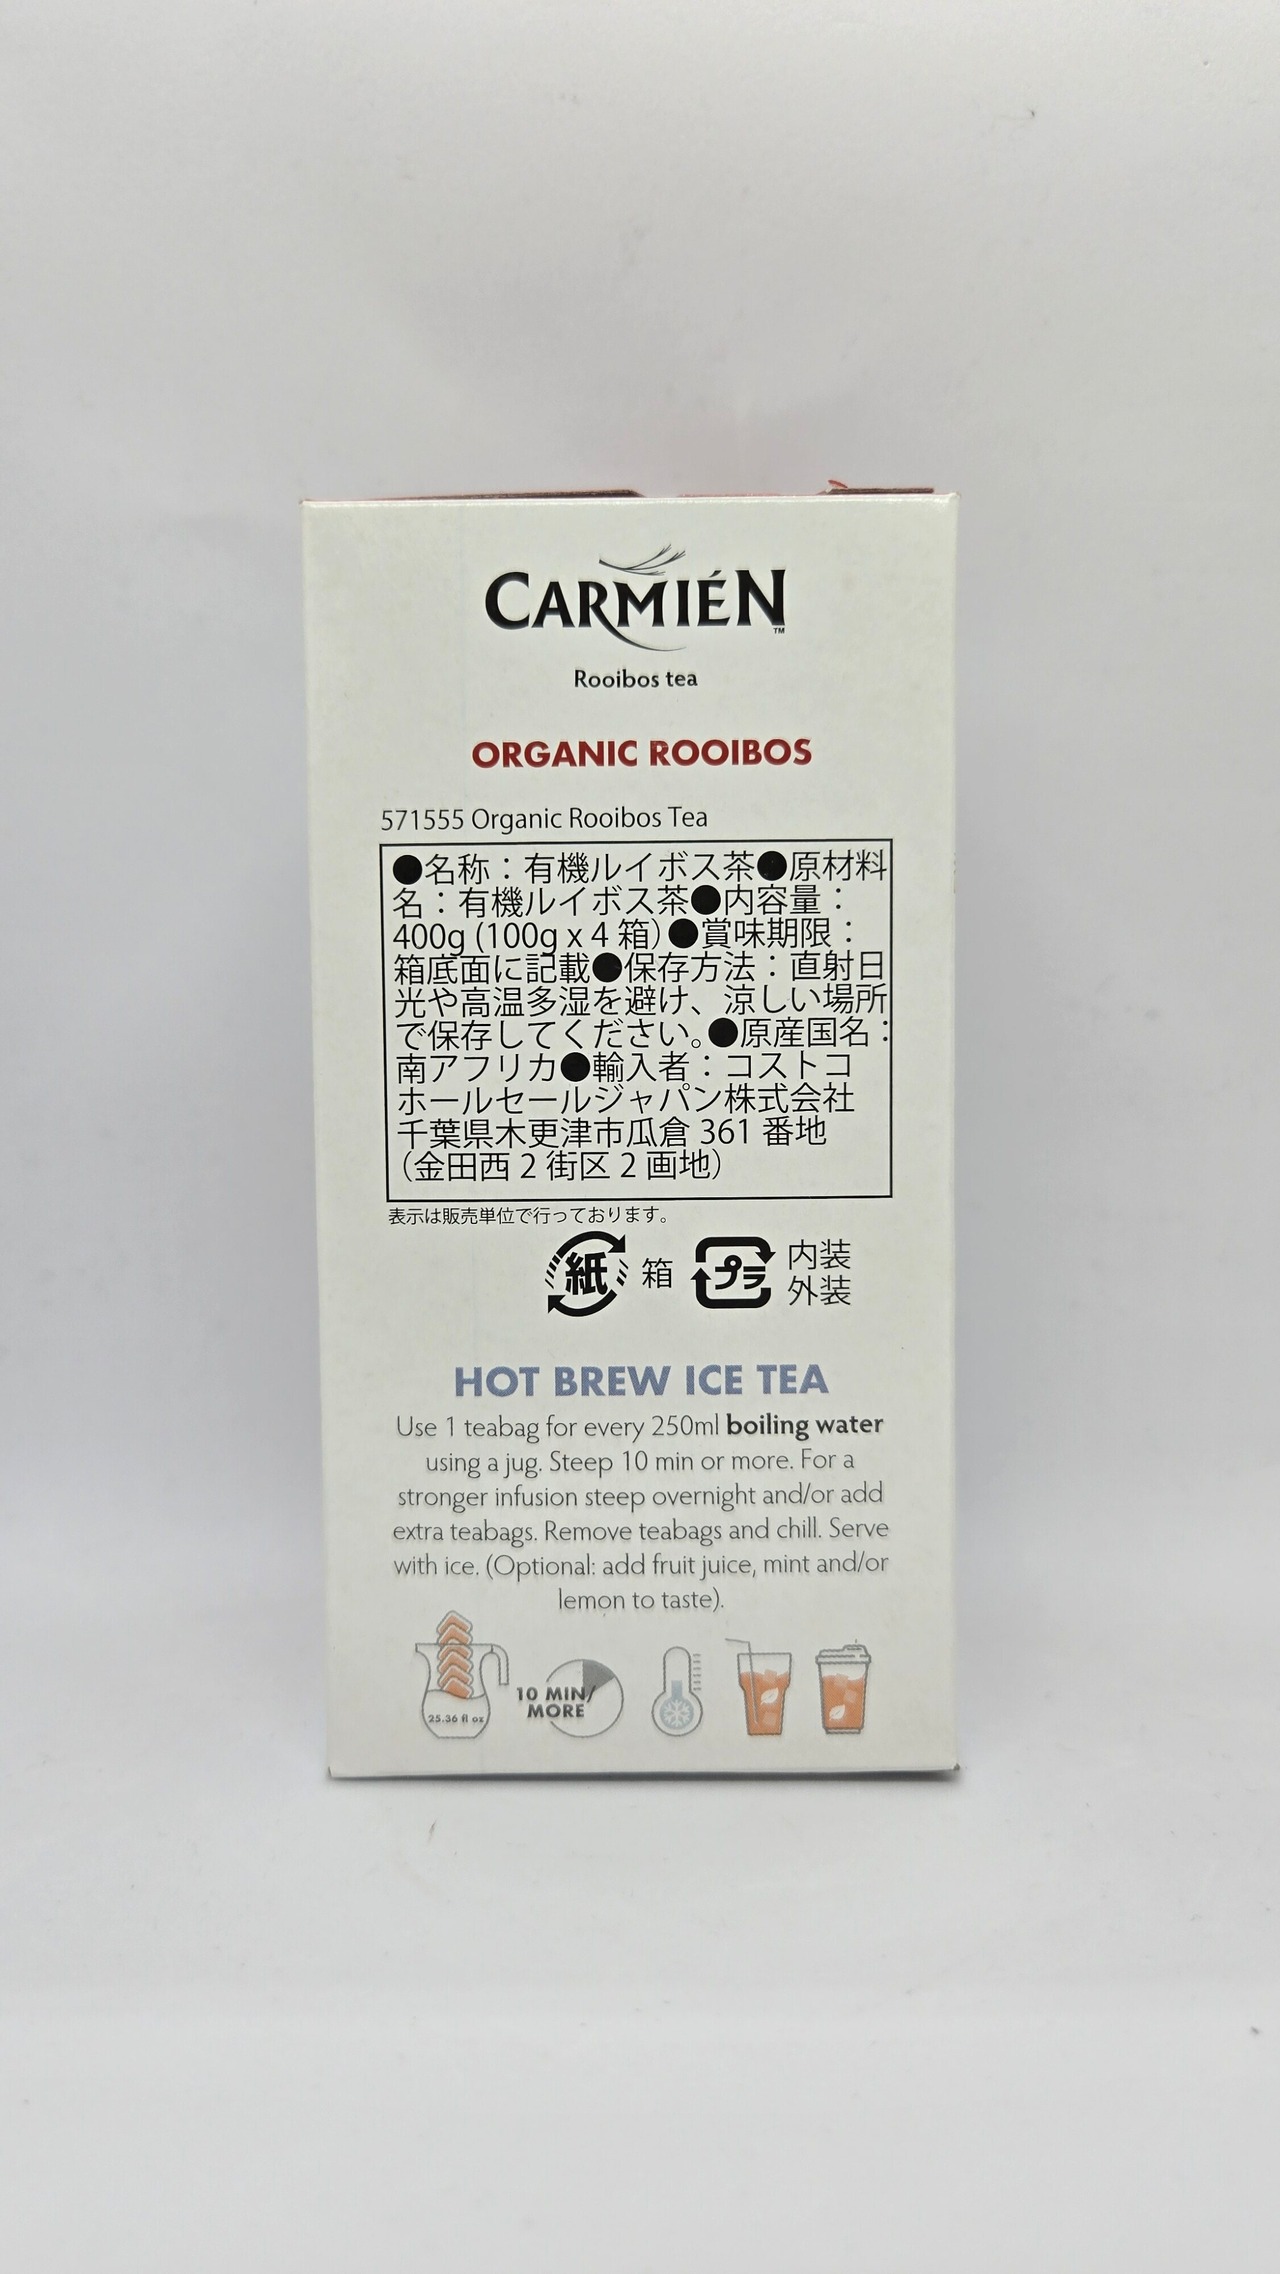 CARMIÉN™
Rooibos tea
ORGANIC ROOIBOS
571555 Organic Rooibos Tea
●名称：有機ルイボス茶●原材料
名：有機ルイボス茶●内容量：
400g (100g x 4 箱)●賞味期限：
箱底面に記載●保存方法：直射日
光や高温多湿を避け、涼しい場所
で保存してください。●原産国名：
南アフリカ●輸入者：コストコ
ホールセールジャパン株式会社
千葉県木更津市瓜倉 361 番地
（金田西 2 街区 2 画地）
表示は販売単位で行っております。
紙 箱 プラ 内装
外装
HOT BREW ICE TEA
Use 1 teabag for every 250ml boiling water
using a jug. Steep 10 min or more. For a
stronger infusion steep overnight and/or add
extra teabags. Remove teabags and chill. Serve
with ice. (Optional: add fruit juice, mint and/or
lemon to taste).
25.36 fl oz
10 MIN/
MORE